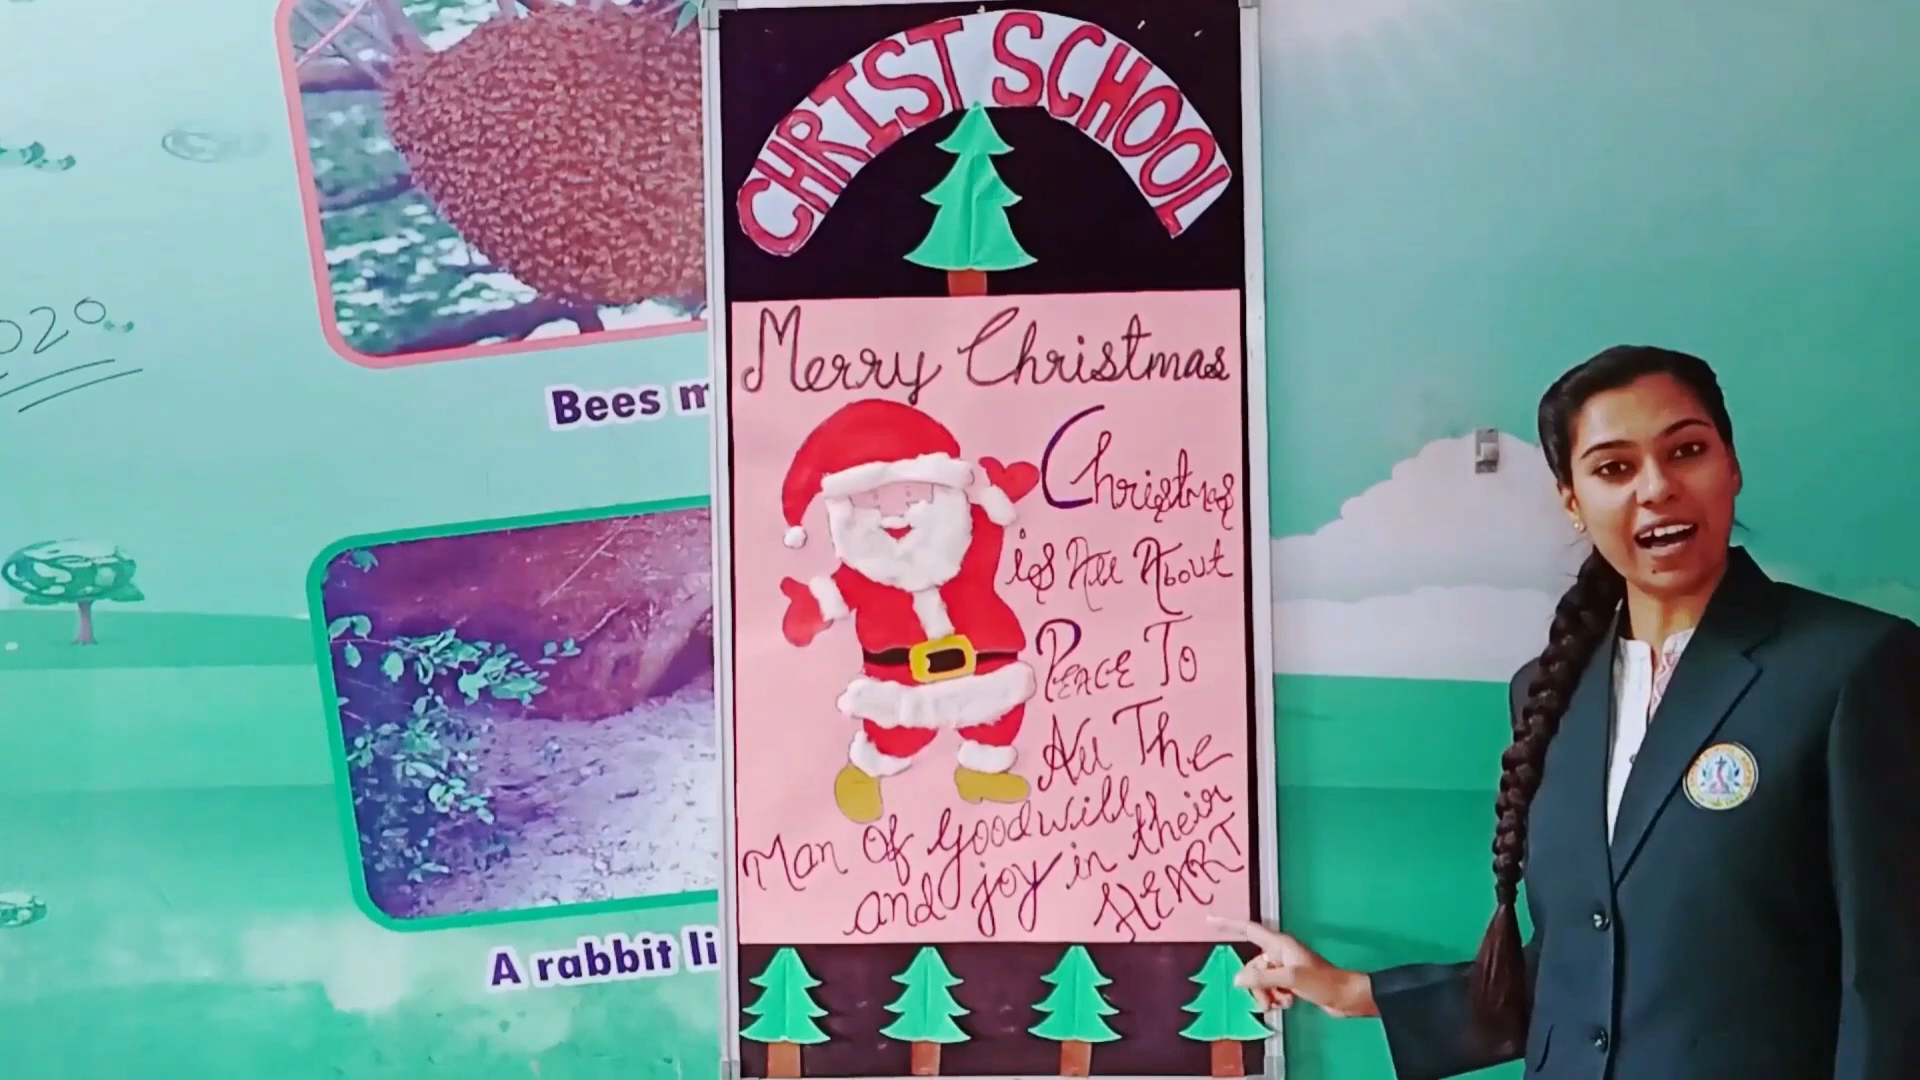 CHRIST SCHOOL
Merry Christmas
Christmas
is All About
PEACE TO
All The
Man Of Goodwill
and joy in their
HEART
2020
Bees m
A rabbit li